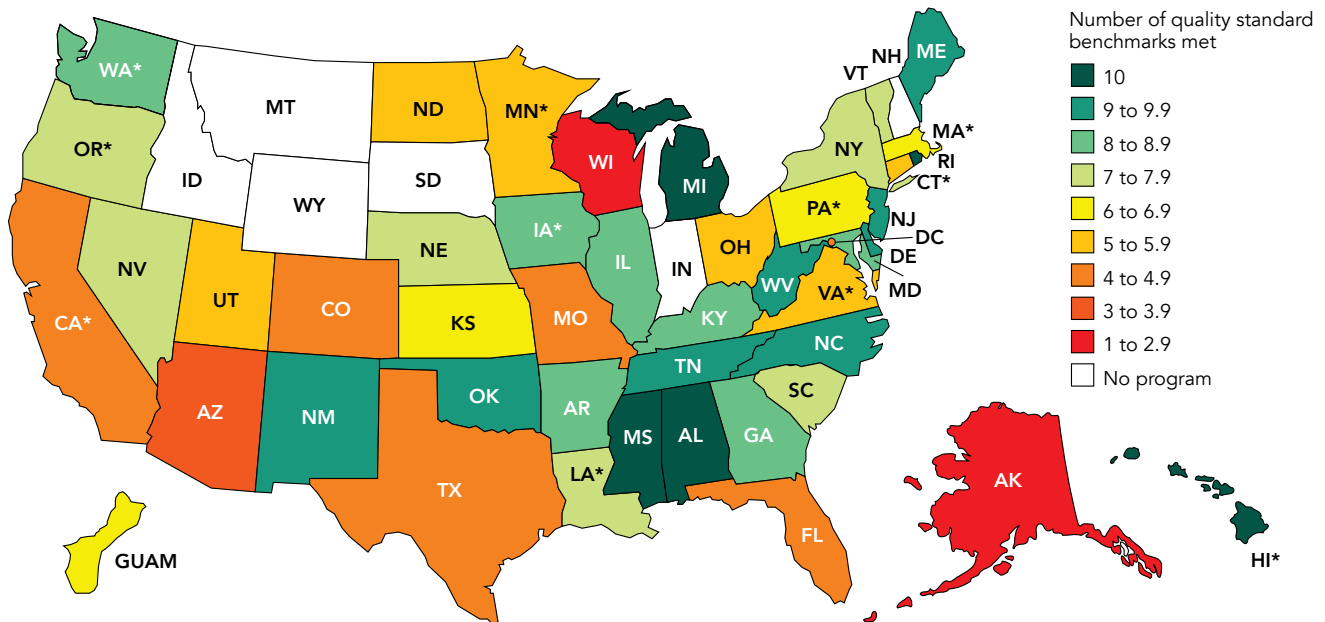 Number of quality standard
benchmarks met
10
9 to 9.9
8 to 8.9
7 to 7.9
6 to 6.9
5 to 5.9
4 to 4.9
3 to 3.9
1 to 2.9
No program
WA*
MT
ND
MN*
VT
NH
ME
OR*
ID
WY
SD
WI
MI
NY
MA*
RI
CT*
NV
UT
CO
NE
KS
IA*
IL
MO
IN
OH
PA*
NJ
DC
DE
MD
WV
VA*
KY
CA*
AZ
NM
OK
AR
TN
NC
SC
MS
AL
GA
LA*
TX
FL
AK
HI*
GUAM